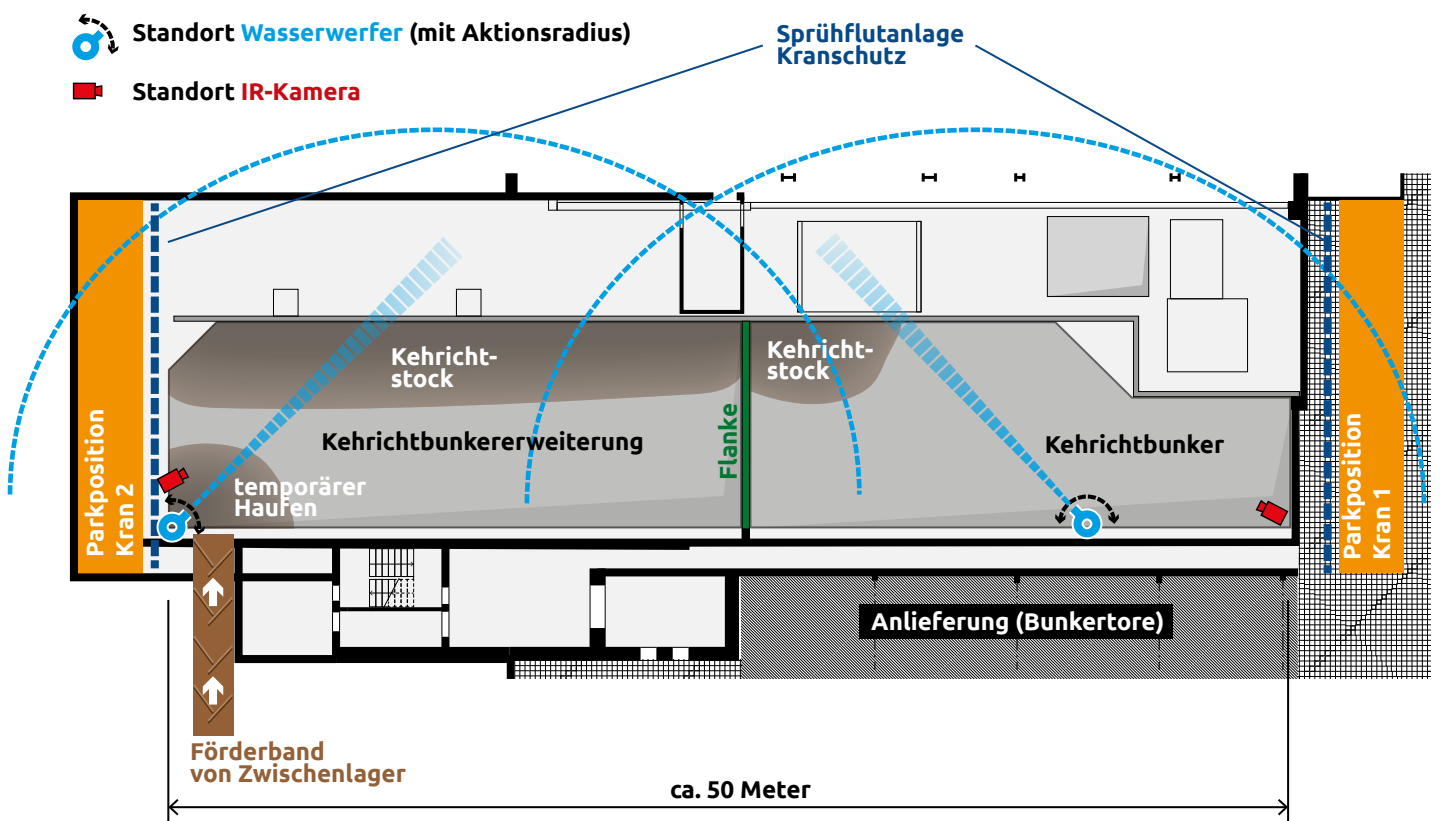 Standort Wasserwerfer (mit Aktionsradius)
Standort IR-Kamera
Sprühflutanlage
Kranschutz
Kehricht-
stock
Kehricht-
stock
Kehrichtbunkererweiterung
Flanke
Kehrichtbunker
temporärer
Haufen
Parkposition
Kran 2
Parkposition
Kran 1
Anlieferung (Bunkertore)
Förderband
von Zwischenlager
ca. 50 Meter